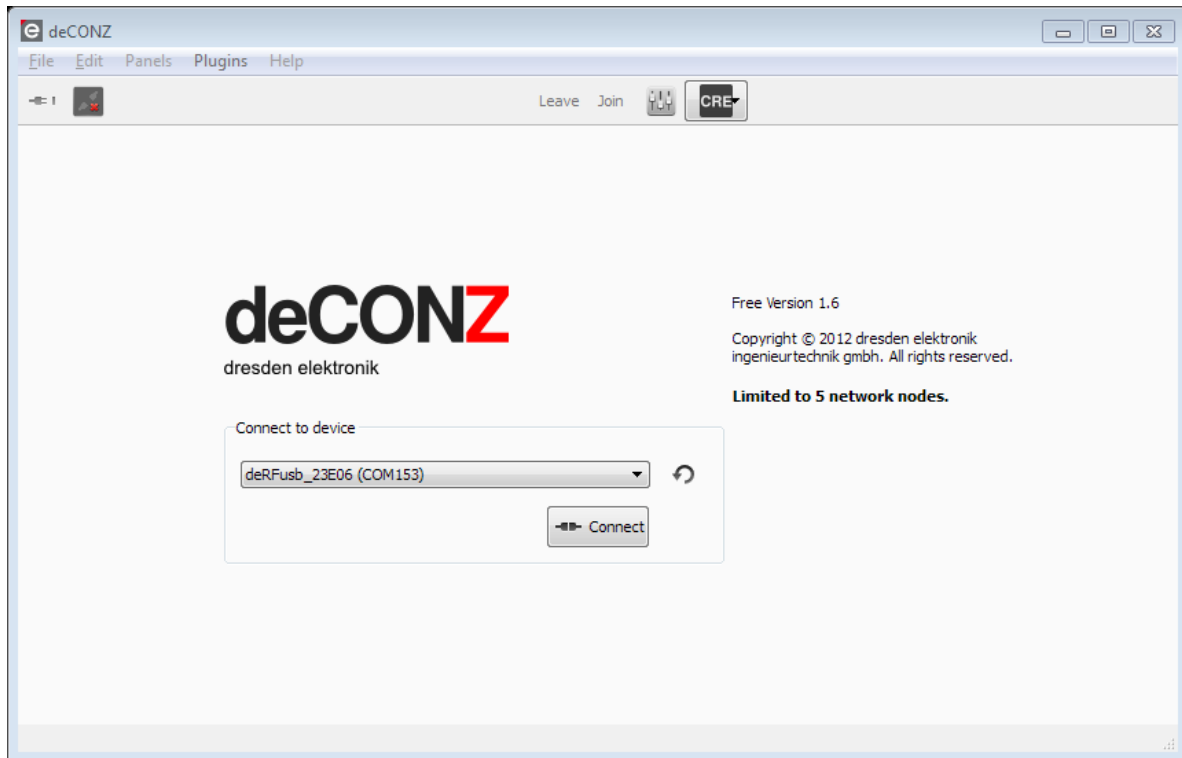 deCONZ
File Edit Panels Plugins Help
Leave Join CRE
deCONZ
dresden elektronik
Free Version 1.6
Copyright © 2012 dresden elektronik
ingenieurtechnik gmbh. All rights reserved.
Limited to 5 network nodes.
Connect to device
deRFusb_23E06 (COM153)
Connect